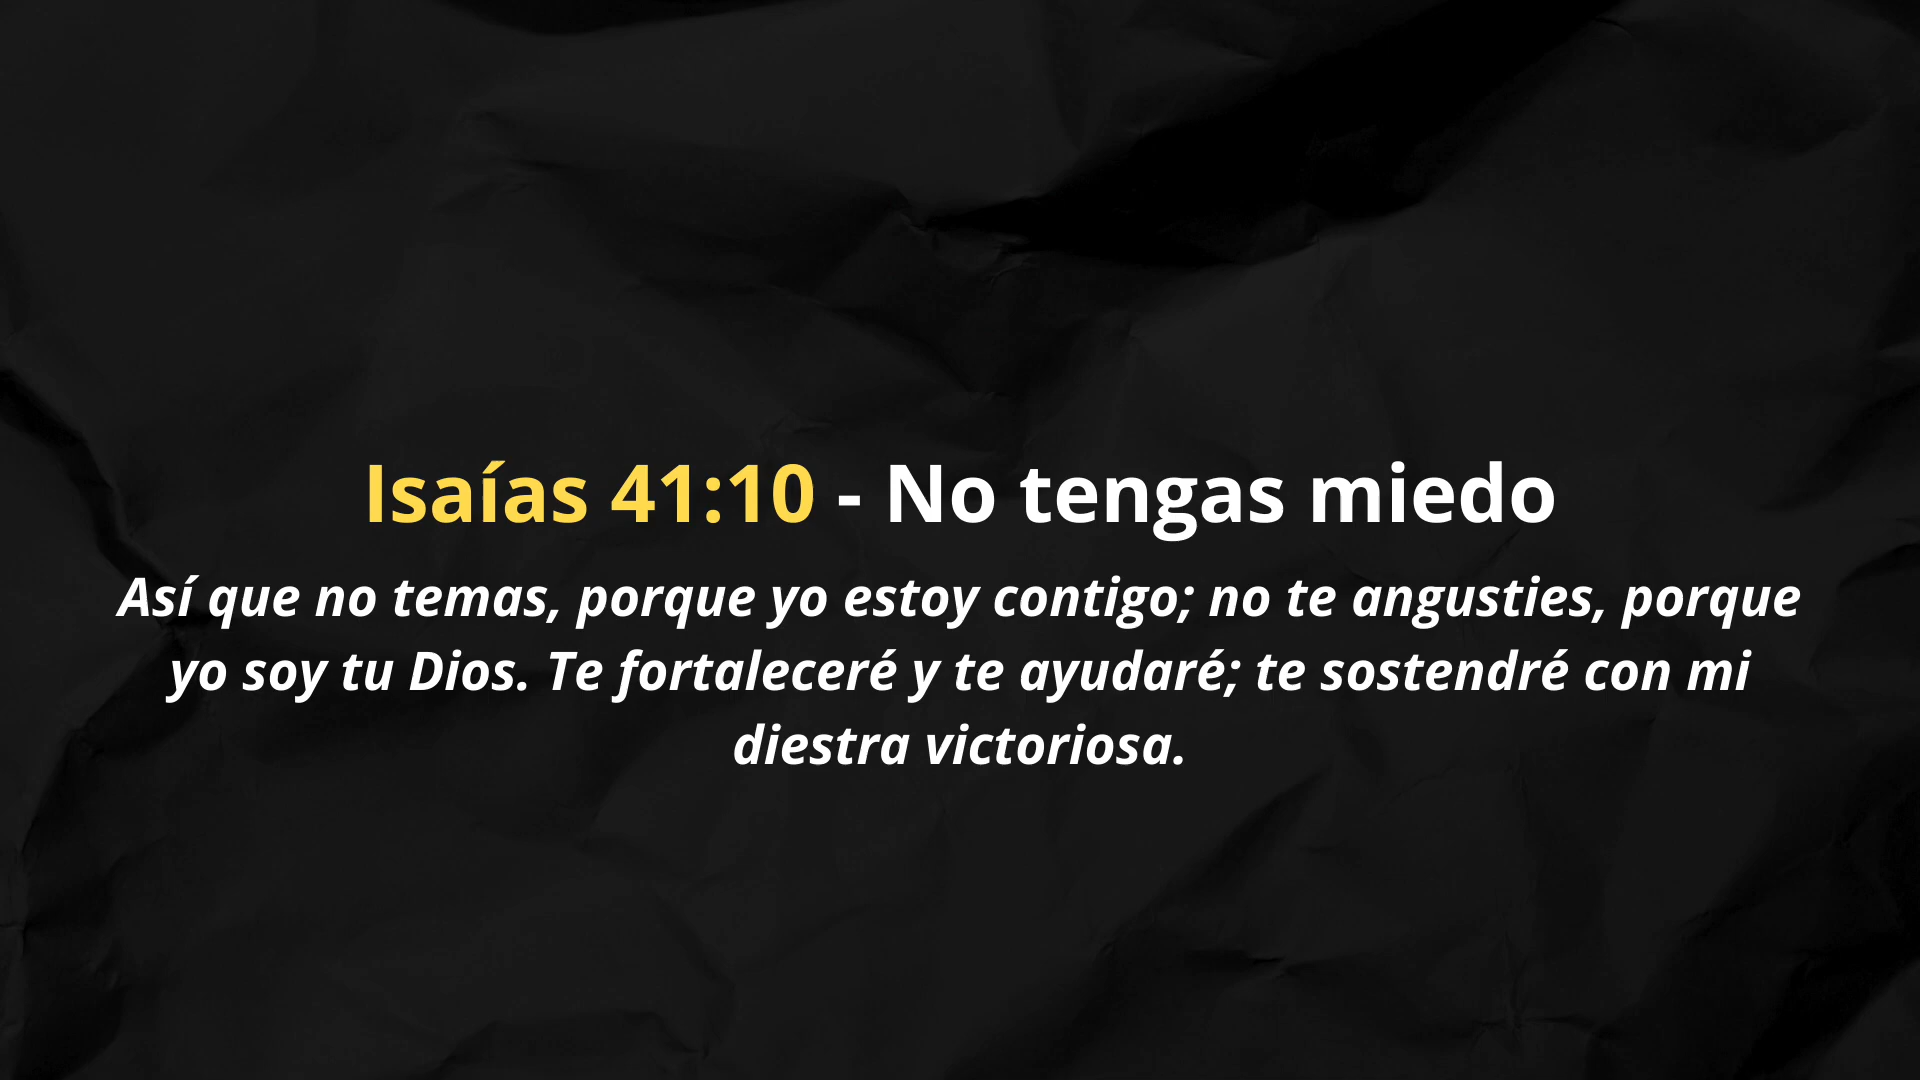 Isaías 41:10 - No tengas miedo
Así que no temas, porque yo estoy contigo; no te angusties, porque
yo soy tu Dios. Te fortaleceré y te ayudaré; te sostendré con mi
diestra victoriosa.